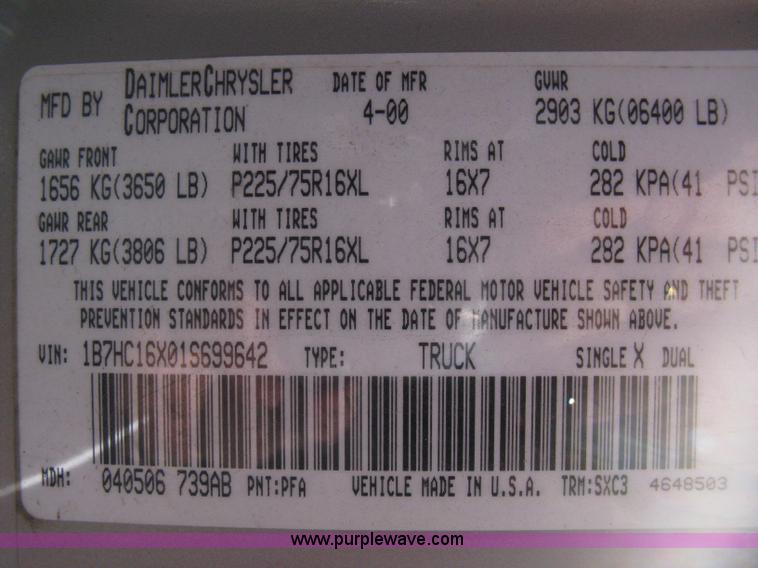 MFD BY DAIMLERCHRYSLER CORPORATION DATE OF MFR 4-00 GVWR 2903 KG(06400 LB)
GAWR FRONT WITH TIRES RIMS AT COLD
1656 KG(3650 LB) P225/75R16XL 16X7 282 KPA(41 PSI
GAWR REAR WITH TIRES RIMS AT COLD
1727 KG(3806 LB) P225/75R16XL 16X7 282 KPA(41 PSI
THIS VEHICLE CONFORMS TO ALL APPLICABLE FEDERAL MOTOR VEHICLE SAFETY AND THEFT
PREVENTION STANDARDS IN EFFECT ON THE DATE OF MANUFACTURE SHOWN ABOVE.
VIN: 1B7HC16X01S699642 TYPE: TRUCK SINGLE X DUAL
MDH: 040506 739AB PNT:PFA VEHICLE MADE IN U.S.A. TRM:SXC3 4648503
www.purplewave.com